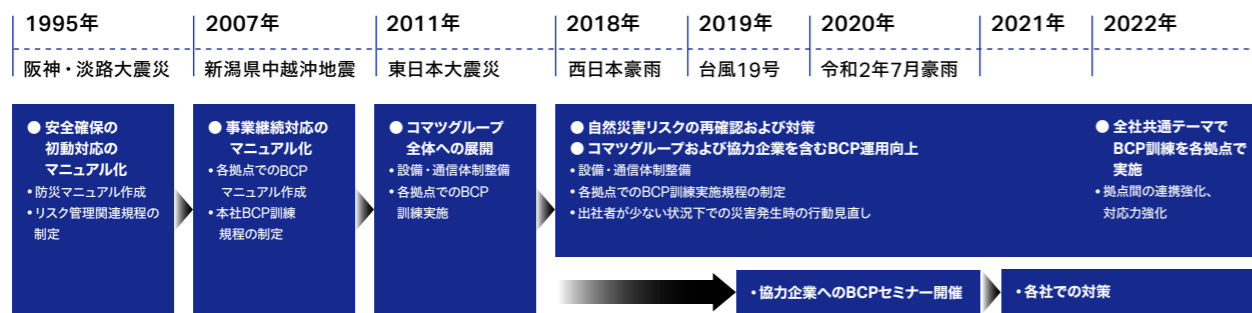 1995年
2007年
2011年
2018年
2019年
2020年
2021年
2022年
阪神・淡路大震災
新潟県中越沖地震
東日本大震災
西日本豪雨
台風19号
令和2年7月豪雨
● 安全確保の
初動対応の
マニュアル化
• 防災マニュアル作成
• リスク管理関連規程の
制定
● 事業継続対応の
マニュアル化
• 各拠点でのBCP
マニュアル作成
• 本社BCP訓練
規程の制定
● コマツグループ
全体への展開
• 設備・通信体制整備
• 各拠点でのBCP
訓練実施
● 自然災害リスクの再確認および対策
● コマツグループおよび協力企業を含むBCP運用向上
• 設備・通信体制整備
• 各拠点でのBCP訓練実施規程の制定
• 出社者が少ない状況下での災害発生時の行動見直し
● 全社共通テーマで
BCP訓練を各拠点で
実施
• 拠点間の連携強化、
対応力強化
• 協力企業へのBCPセミナー開催
• 各社での対策